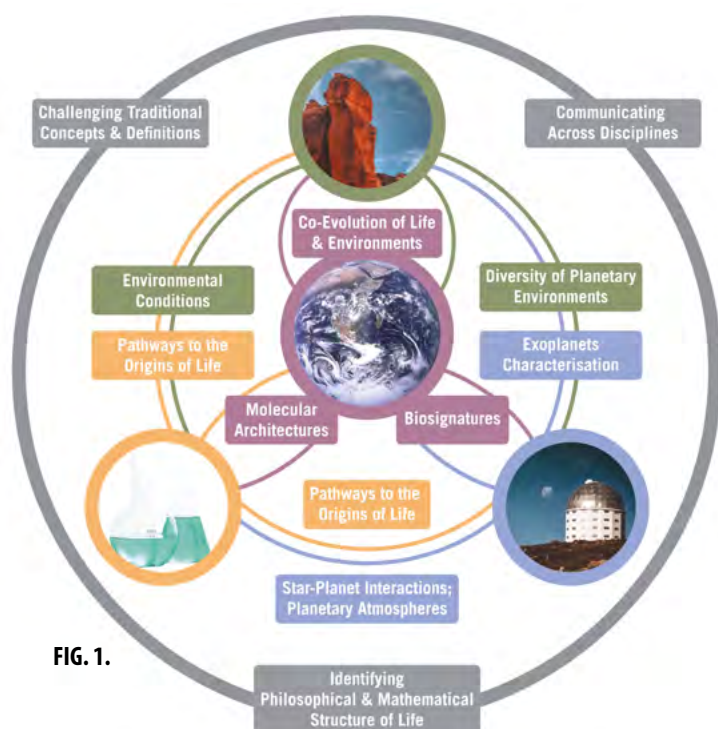 Challenging Traditional
Concepts & Definitions
Communicating
Across Disciplines
Co-Evolution of Life
& Environments
Environmental
Conditions
Diversity of Planetary
Environments
Pathways to the
Origins of Life
Exoplanets
Characterisation
Molecular
Architectures
Biosignatures
Pathways to the
Origins of Life
Star-Planet Interactions;
Planetary Atmospheres
FIG. 1.
Identifying
Philosophical & Mathematical
Structure of Life